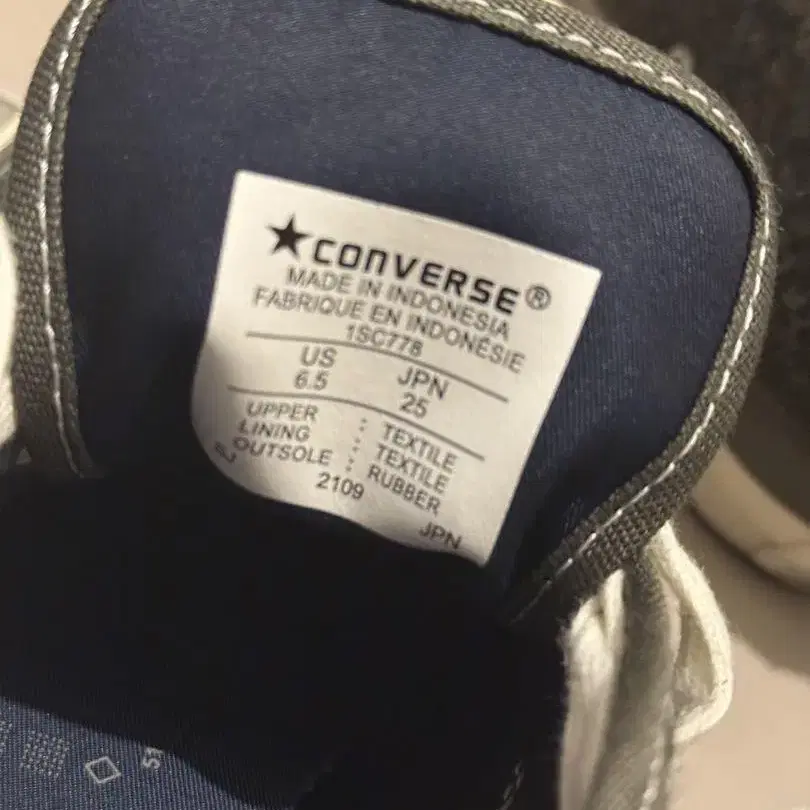 ★CONVERSE®
MADE IN INDONESIA
FABRIQUE EN INDONÉSIE
1SC778
US JPN
6.5 25
UPPER : TEXTILE
LINING : TEXTILE
OUTSOLE : RUBBER
2109
JPN